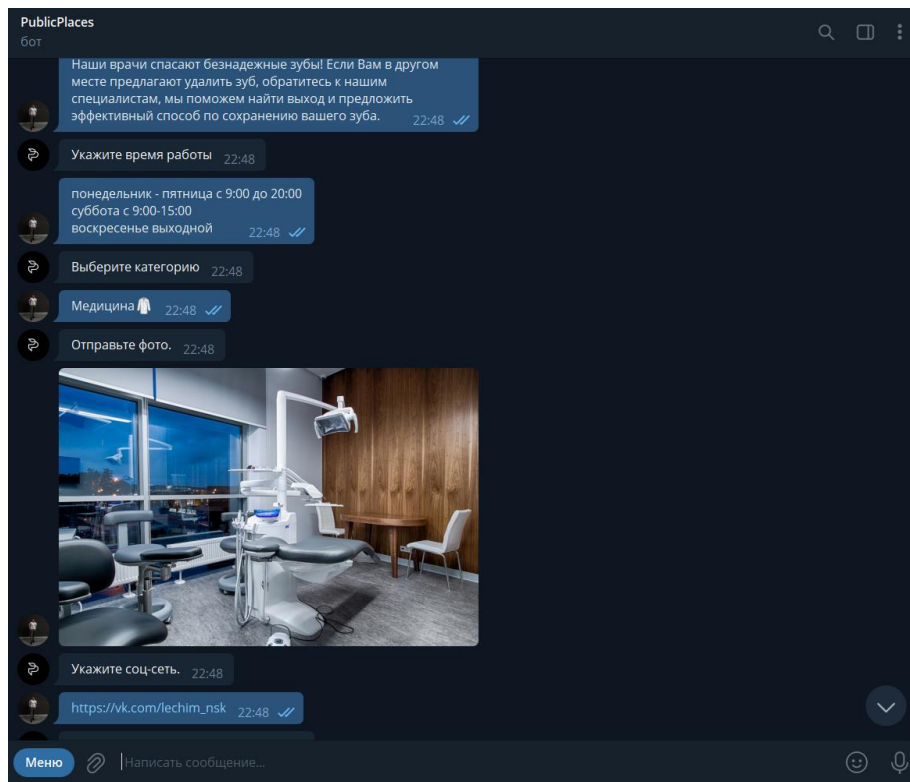 PublicPlaces
бот
Наши врачи спасают безнадежные зубы! Если Вам в другом
месте предлагают удалить зуб, обратитесь к нашим
специалистам, мы поможем найти выход и предложить
эффективный способ по сохранению вашего зуба. 22:48
Укажите время работы 22:48
понедельник - пятница с 9:00 до 20:00
суббота с 9:00-15:00
воскресенье выходной 22:48
Выберите категорию 22:48
Медицина🥼 22:48
Отправьте фото. 22:48
Укажите соц-сеть. 22:48
https://vk.com/lechim_nsk 22:48
Меню Написать сообщение...